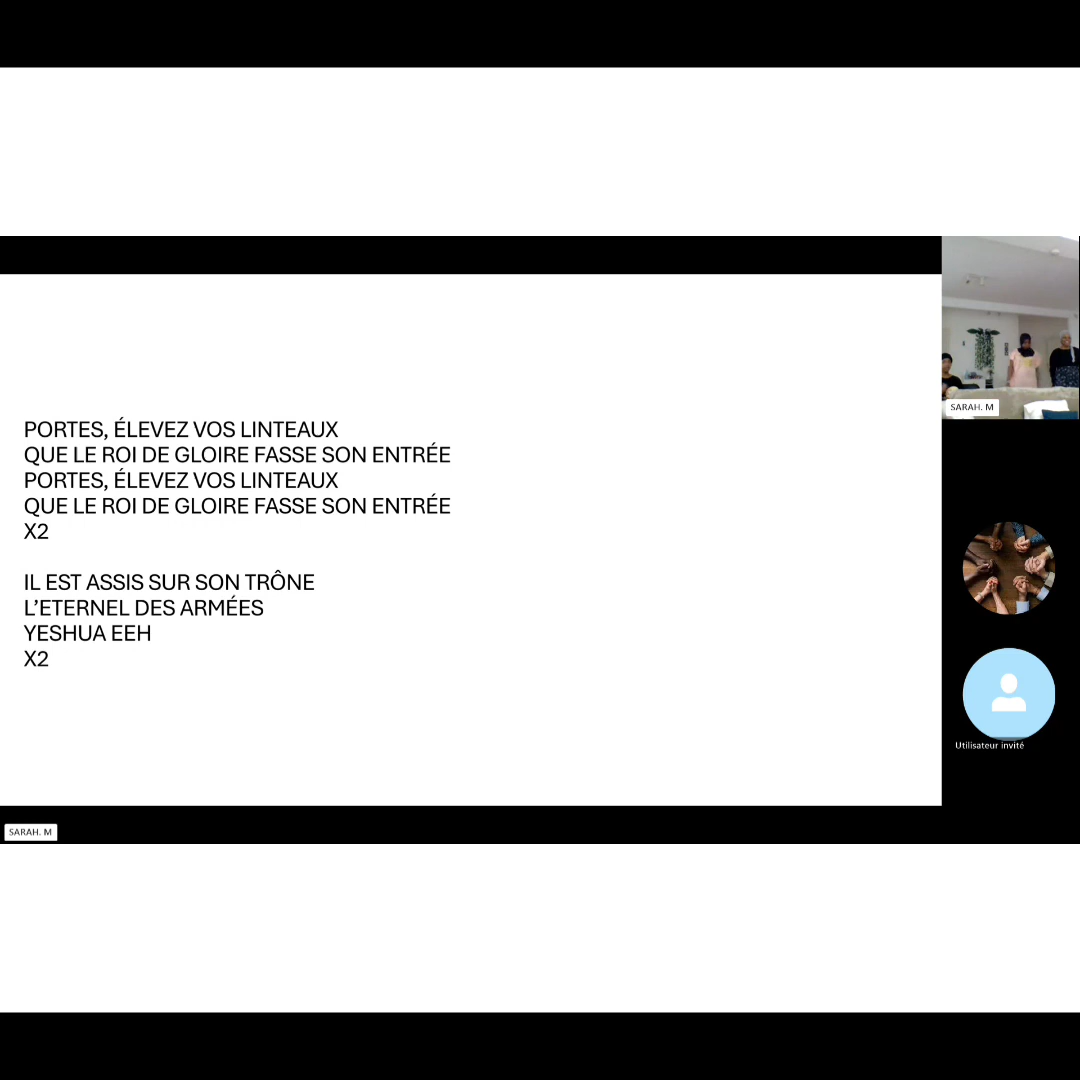 PORTES, ÉLEVEZ VOS LINTEAUX
QUE LE ROI DE GLOIRE FASSE SON ENTRÉE
PORTES, ÉLEVEZ VOS LINTEAUX
QUE LE ROI DE GLOIRE FASSE SON ENTRÉE
X2
IL EST ASSIS SUR SON TRÔNE
L’ETERNEL DES ARMÉES
YESHUA EEH
X2
SARAH. M
Utilisateur invité
SARAH. M